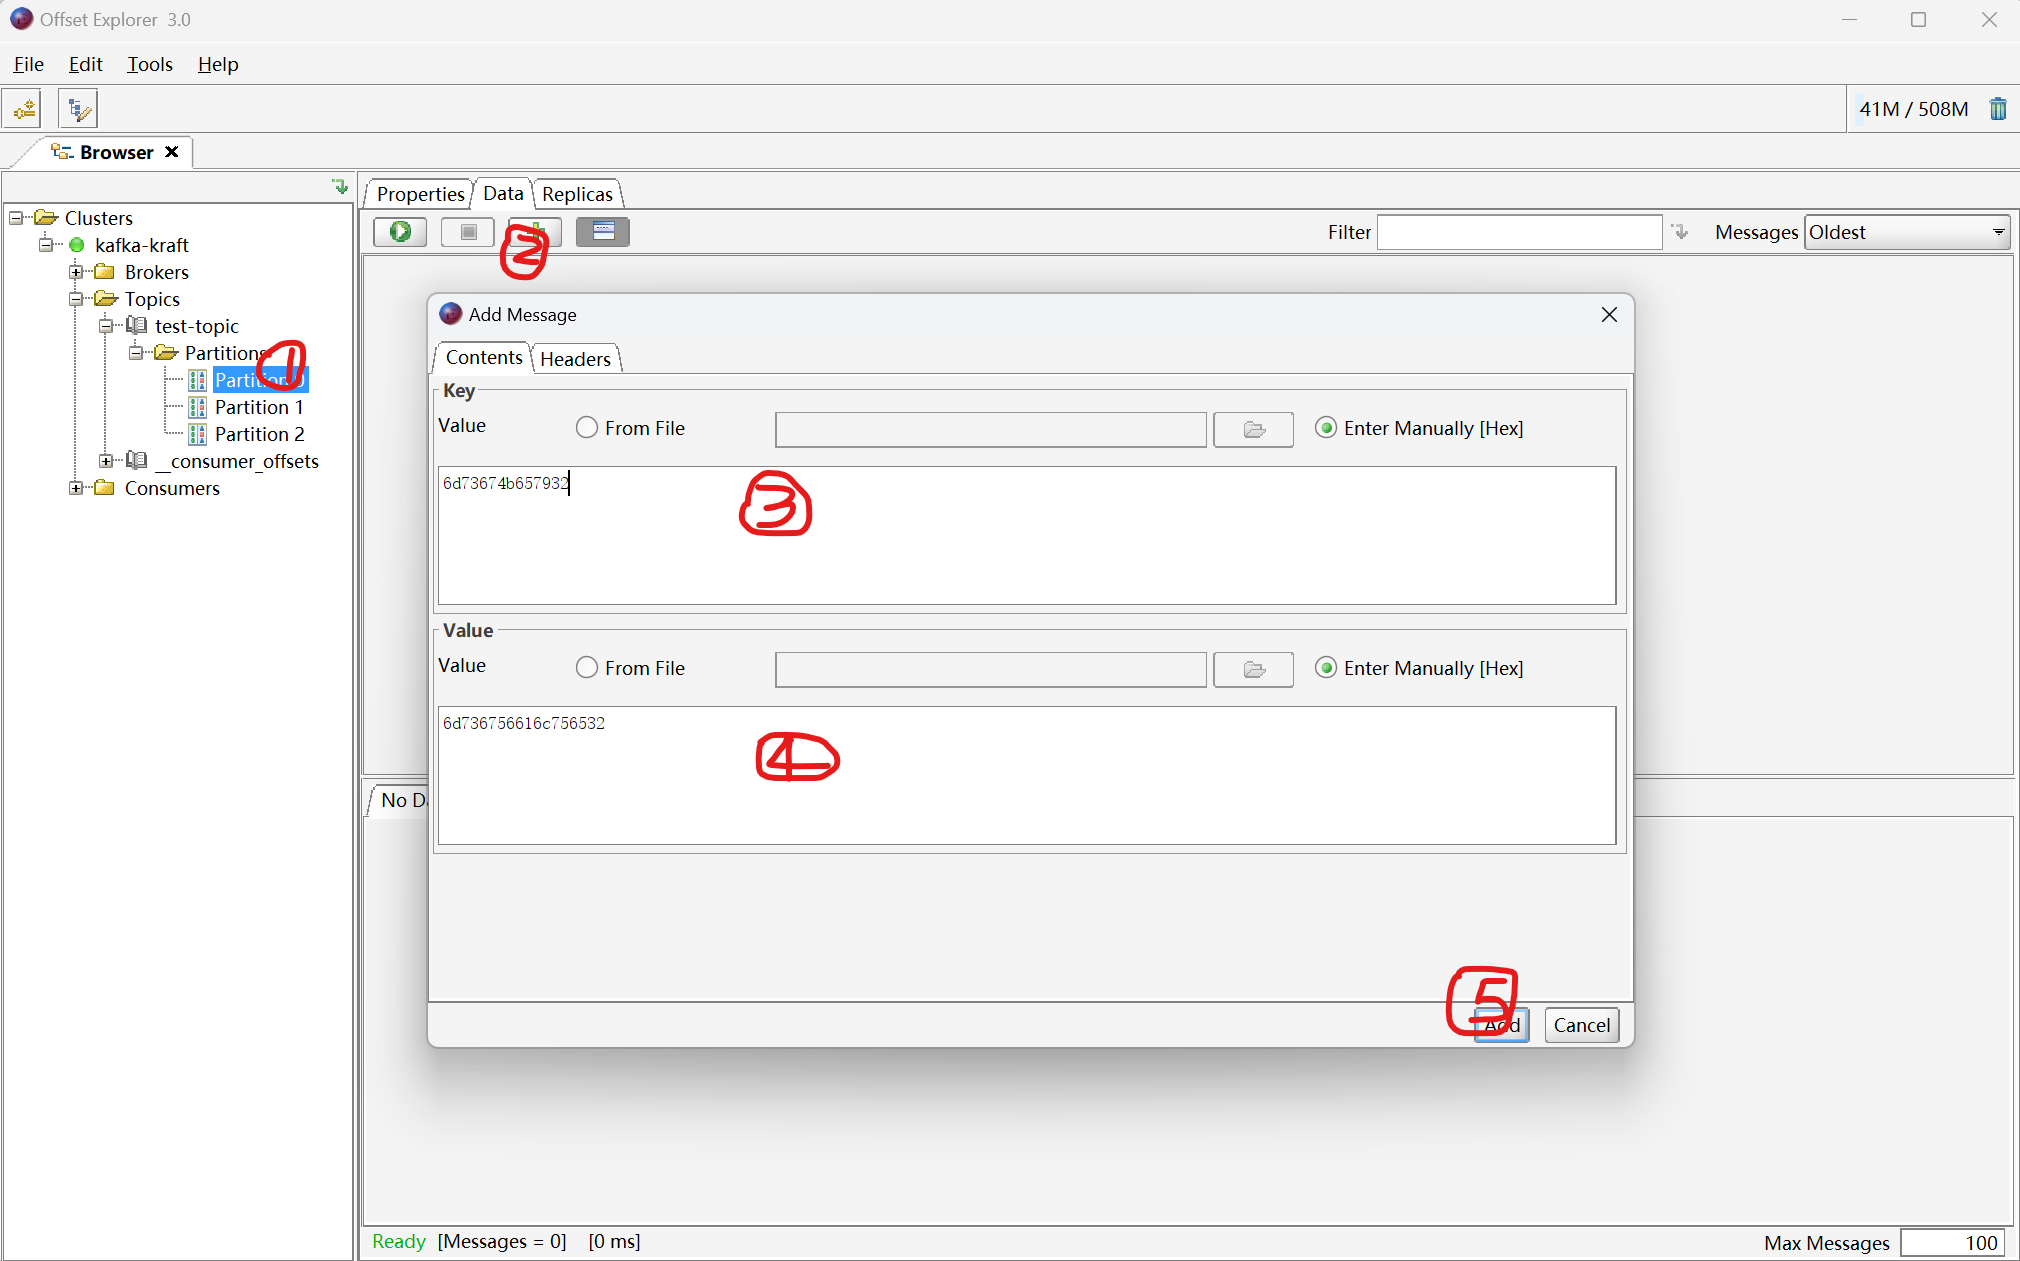 Offset Explorer  3.0
File Edit Tools Help
41M / 508M
Browser
Properties Data Replicas
Clusters
kafka-kraft
Brokers
Topics
test-topic
Partitions
Partition 0
Partition 1
Partition 2
__consumer_offsets
Consumers
1
2
Filter
Messages Oldest
Add Message
Contents Headers
Key
Value From File Enter Manually [Hex]
6d73674b657932
3
Value
Value From File Enter Manually [Hex]
6d736756616c756532
4
5
Add Cancel
No Da
Ready [Messages = 0] [0 ms]
Max Messages 100